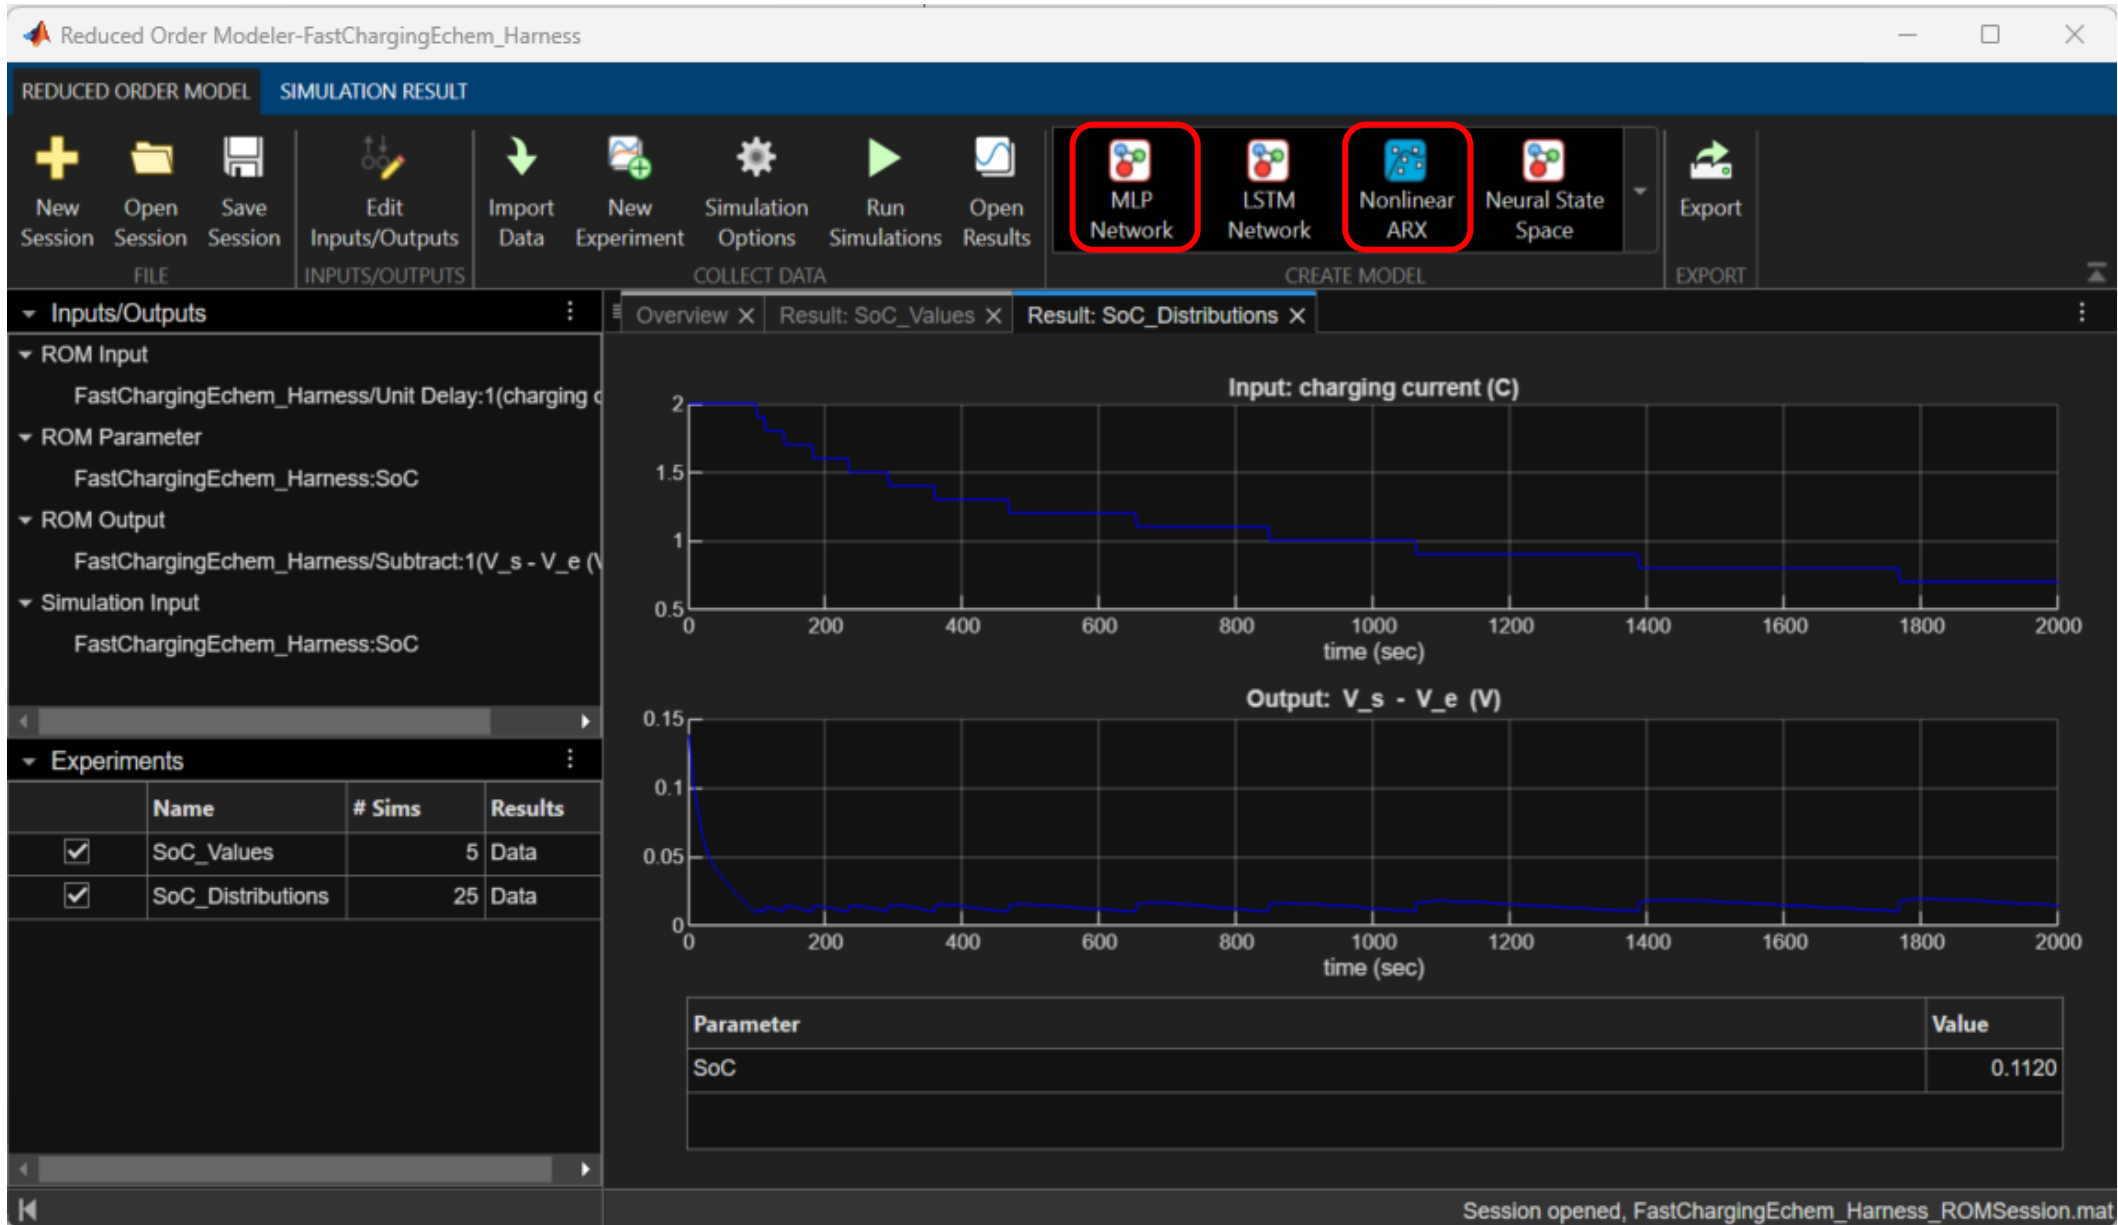 Reduced Order Modeler-FastChargingEchem_Harness
REDUCED ORDER MODEL
SIMULATION RESULT
New Session
Open Session
Save Session
Edit Inputs/Outputs
Import Data
New Experiment
Simulation Options
Run Simulations
Open Results
MLP Network
LSTM Network
Nonlinear ARX
Neural State Space
Export
FILE
INPUTS/OUTPUTS
COLLECT DATA
CREATE MODEL
EXPORT
Inputs/Outputs
ROM Input
FastChargingEchem_Harness/Unit Delay:1(charging c
ROM Parameter
FastChargingEchem_Harness:SoC
ROM Output
FastChargingEchem_Harness/Subtract:1(V_s - V_e (V
Simulation Input
FastChargingEchem_Harness:SoC
Experiments
Name # Sims Results
SoC_Values 5 Data
SoC_Distributions 25 Data
Overview
Result: SoC_Values
Result: SoC_Distributions
Input: charging current (C)
2
1.5
1
0.5
0 200 400 600 800 1000 1200 1400 1600 1800 2000
time (sec)
Output: V_s - V_e (V)
0.15
0.1
0.05
0
0 200 400 600 800 1000 1200 1400 1600 1800 2000
time (sec)
Parameter Value
SoC 0.1120
Session opened, FastChargingEchem_Harness_ROMSession.mat